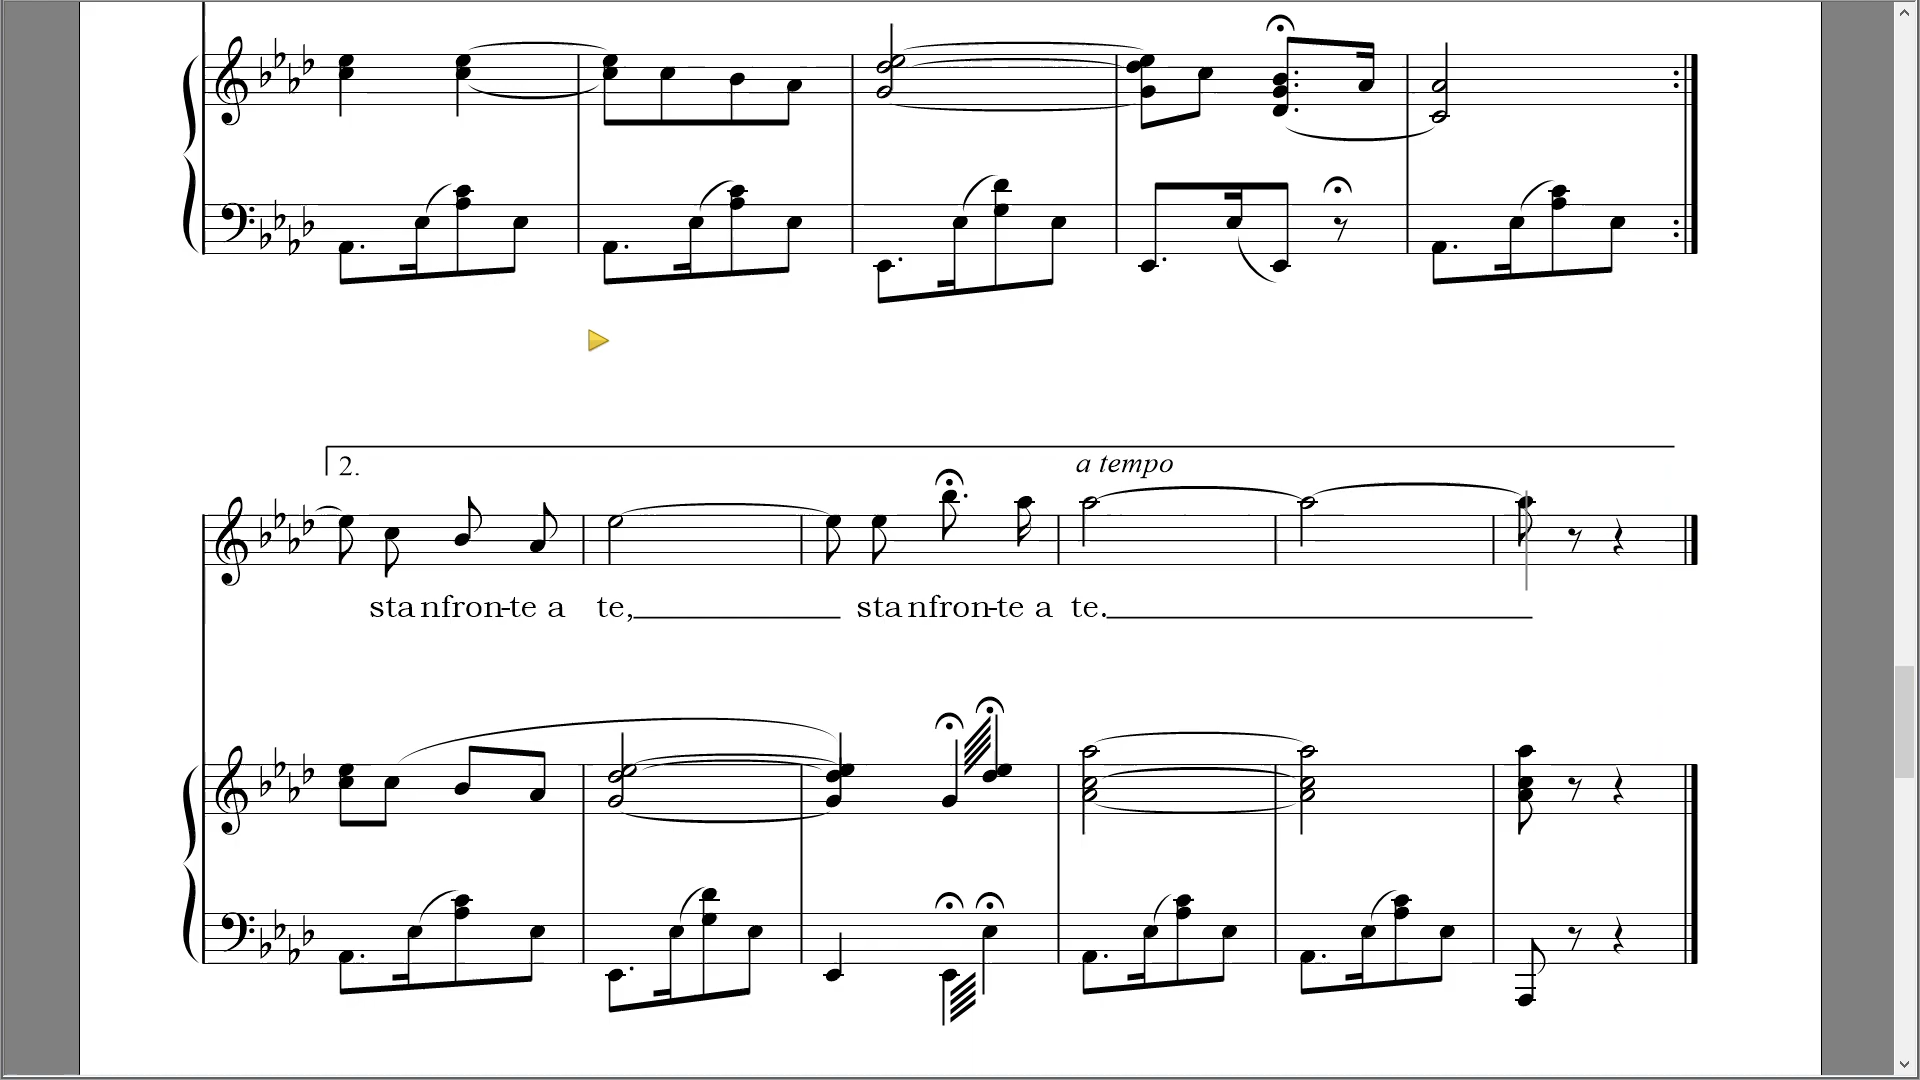 2.
a tempo
sta nfron-te a te, sta nfron-te a te.